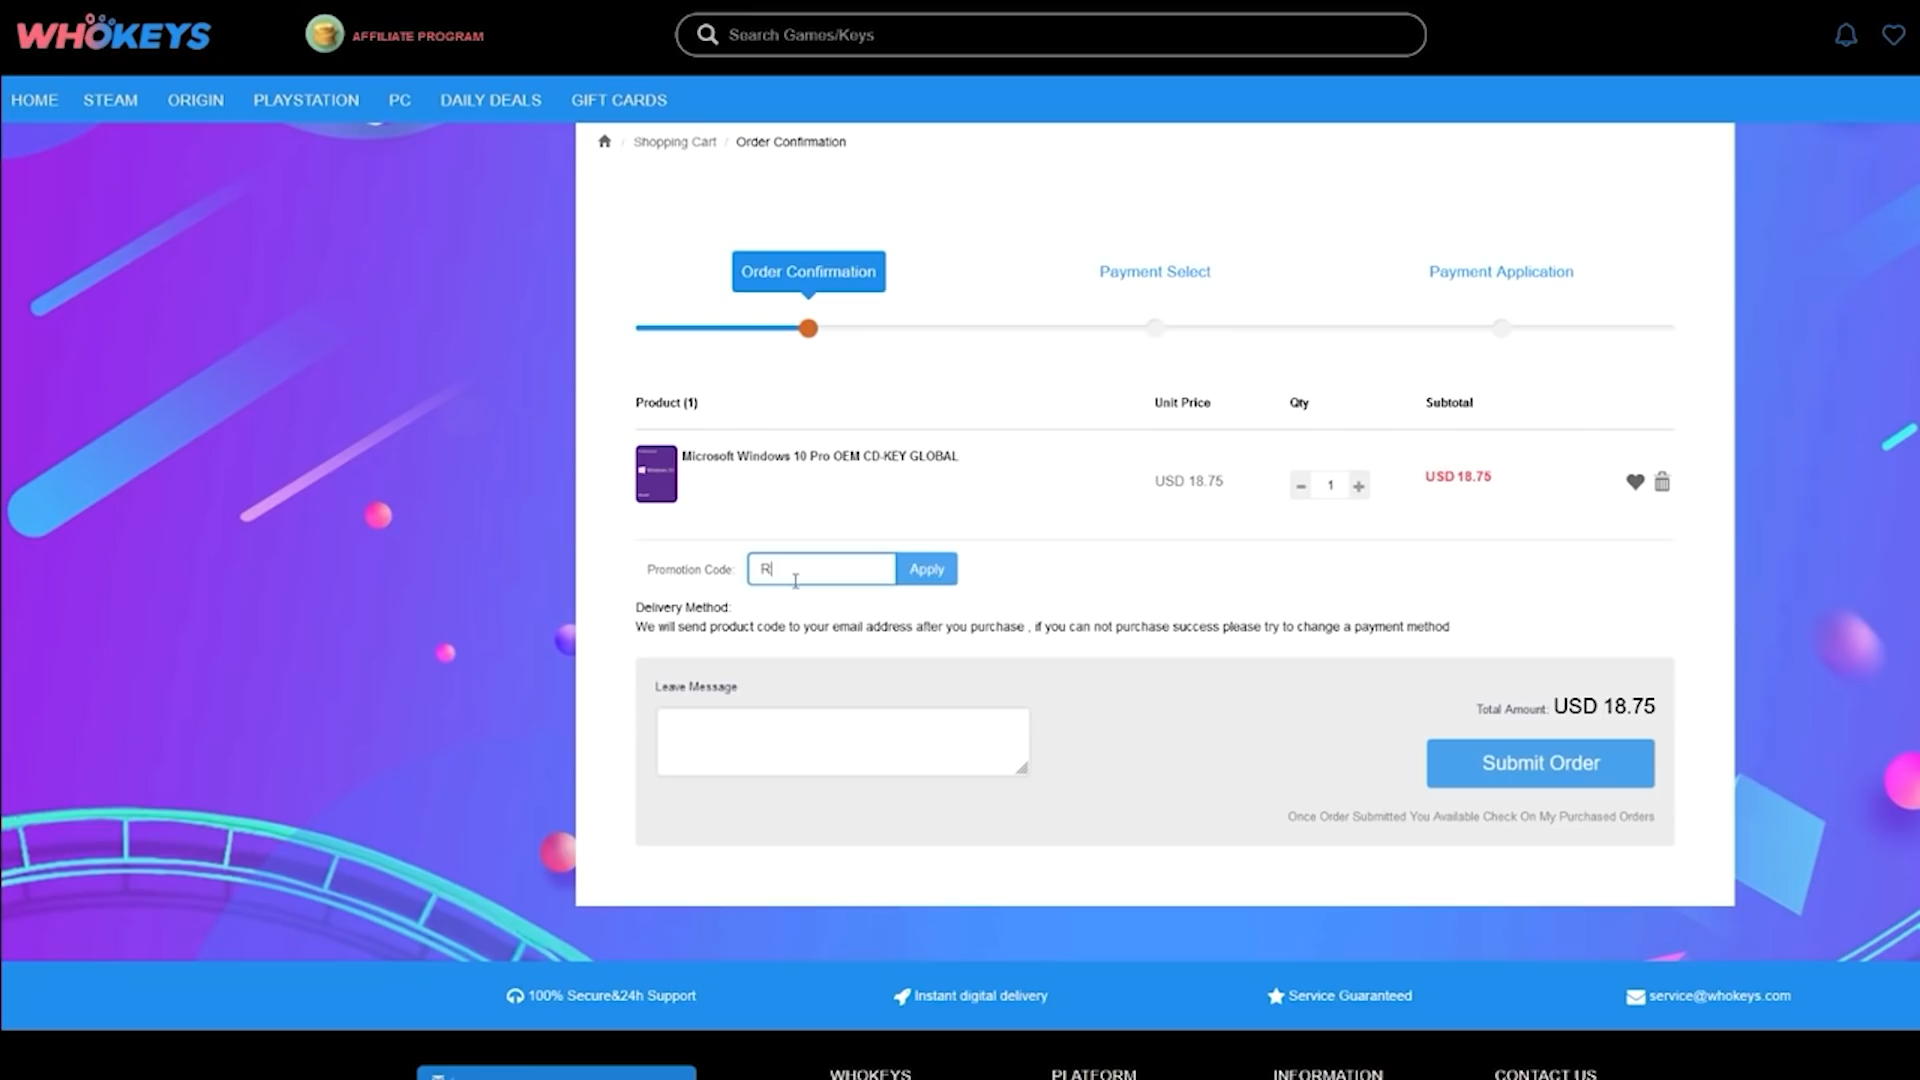 WHOKEYS
AFFILIATE PROGRAM
Search Games/Keys
HOME STEAM ORIGIN PLAYSTATION PC DAILY DEALS GIFT CARDS
/ Shopping Cart / Order Confirmation
Order Confirmation Payment Select Payment Application
Product (1) Unit Price Qty Subtotal
Microsoft Windows 10 Pro OEM CD-KEY GLOBAL
USD 18.75 - 1 + USD 18.75
Promotion Code: R Apply
Delivery Method:
We will send product code to your email address after you purchase , if you can not purchase success please try to change a payment method
Leave Message
Total Amount: USD 18.75
Submit Order
Once Order Submitted You Available Check On My Purchased Orders
100% Secure&24h Support Instant digital delivery Service Guaranteed service@whokeys.com
WHOKEYS PLATFORM INFORMATION CONTACT US